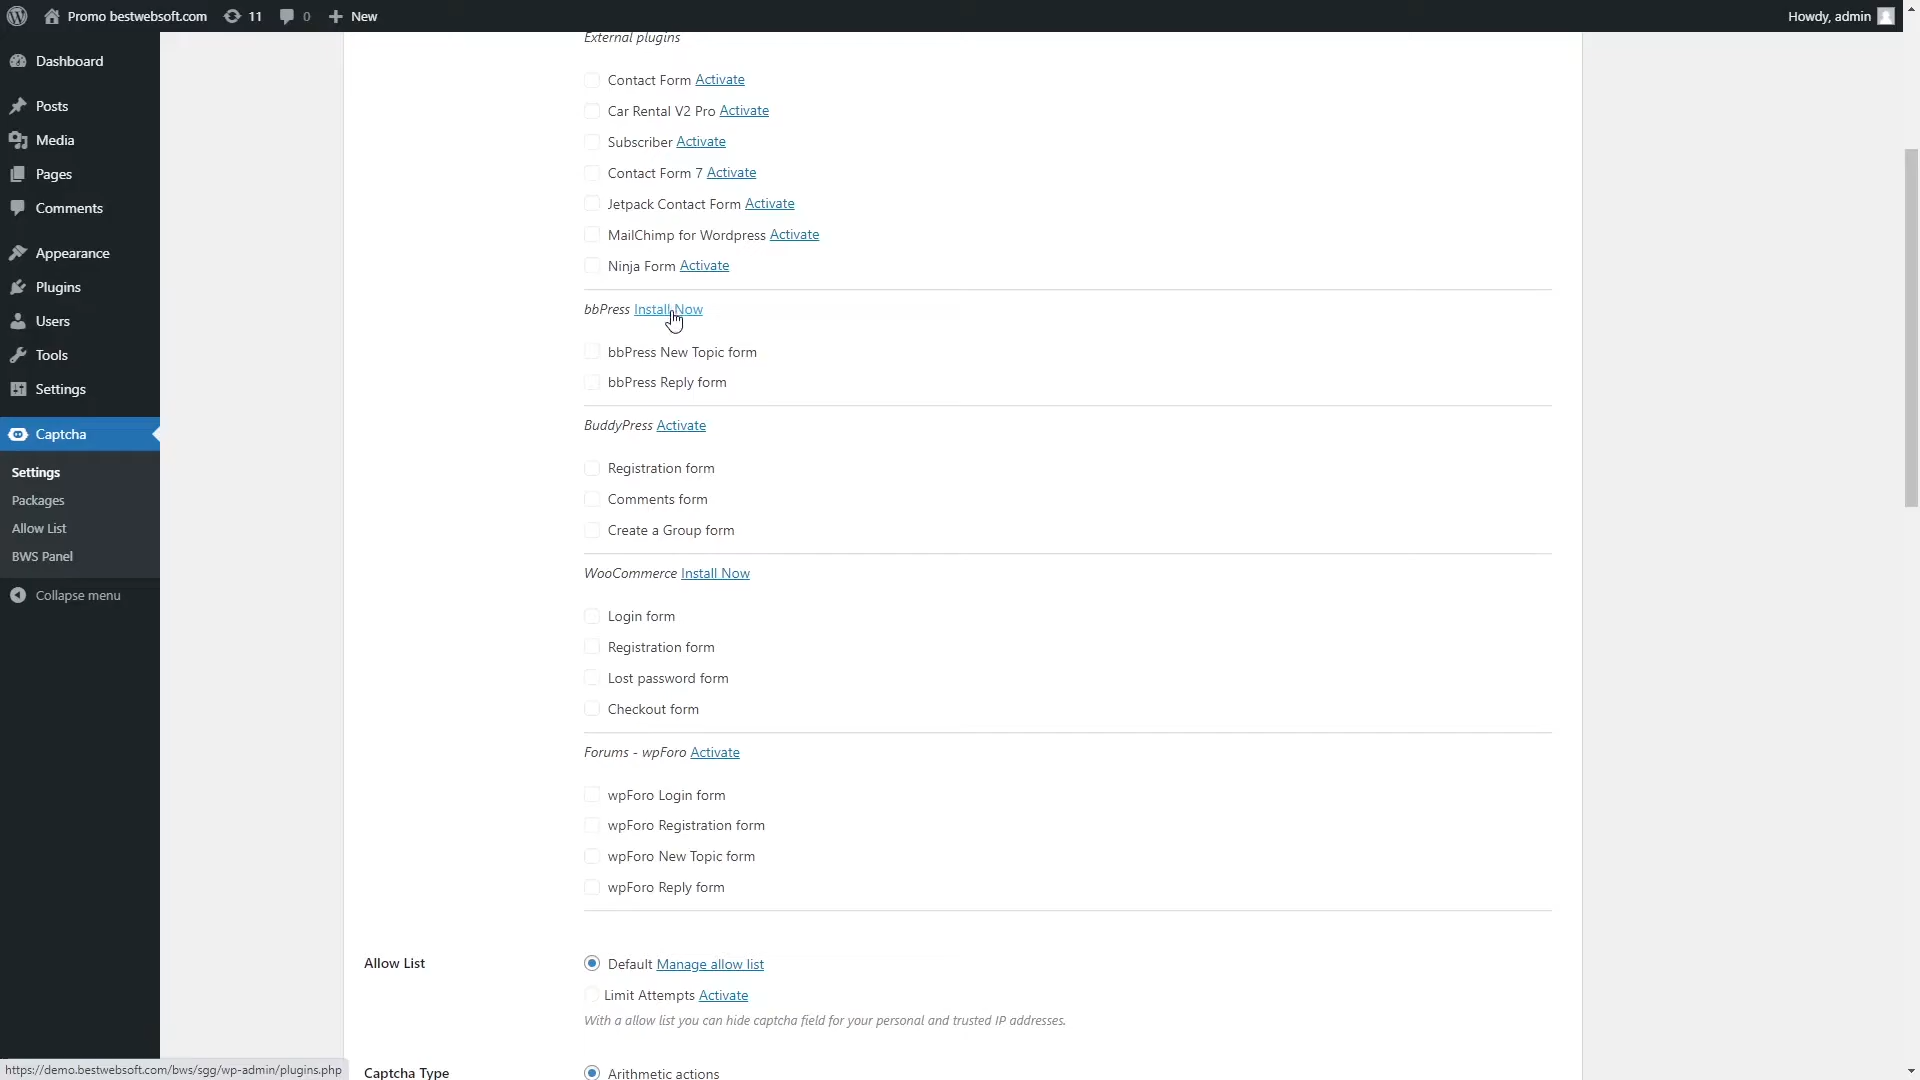 Promo bestwebsoft.com 11 0 New Howdy, admin
Dashboard
Posts
Media
Pages
Comments
Appearance
Plugins
Users
Tools
Settings
Captcha
Settings
Packages
Allow List
BWS Panel
Collapse menu
External plugins
Contact Form Activate
Car Rental V2 Pro Activate
Subscriber Activate
Contact Form 7 Activate
Jetpack Contact Form Activate
MailChimp for Wordpress Activate
Ninja Form Activate
bbPress Install Now
bbPress New Topic form
bbPress Reply form
BuddyPress Activate
Registration form
Comments form
Create a Group form
WooCommerce Install Now
Login form
Registration form
Lost password form
Checkout form
Forums - wpForo Activate
wpForo Login form
wpForo Registration form
wpForo New Topic form
wpForo Reply form
Allow List
Default Manage allow list
Limit Attempts Activate
With a allow list you can hide captcha field for your personal and trusted IP addresses.
Captcha Type
Arithmetic actions
https://demo.bestwebsoft.com/bws/sgg/wp-admin/plugins.php